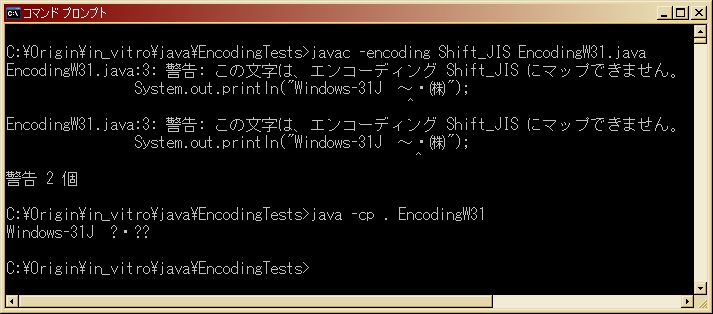 コマンド プロンプト
C:¥Origin¥in_vitro¥java¥EncodingTests>javac -encoding Shift_JIS EncodingW31.java
EncodingW31.java:3: 警告: この文字は、エンコーディング Shift_JIS にマップできません。
System.out.println("Windows-31J　～・㈱");
^
EncodingW31.java:3: 警告: この文字は、エンコーディング Shift_JIS にマップできません。
System.out.println("Windows-31J　～・㈱");
^
警告 2 個
C:¥Origin¥in_vitro¥java¥EncodingTests>java -cp . EncodingW31
Windows-31J　?・??
C:¥Origin¥in_vitro¥java¥EncodingTests>